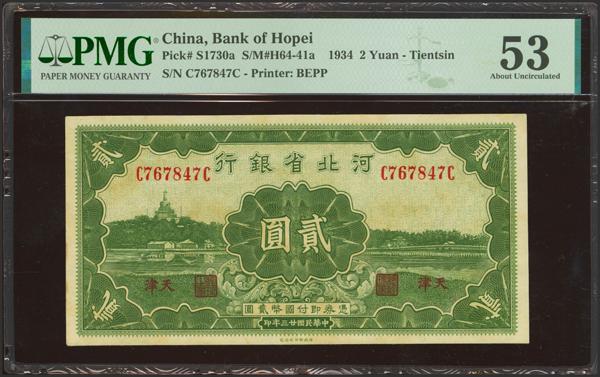 PMG
PAPER MONEY GUARANTY
China, Bank of Hopei
Pick# S1730a S/M#H64-41a 1934 2 Yuan - Tientsin
S/N C767847C - Printer: BEPP
53
About Uncirculated
貳
貳
河北省銀行
C767847C
C767847C
貳圓
天津
天津
憑券即付國幣貳圓
貳
貳
中華民國廿三年印